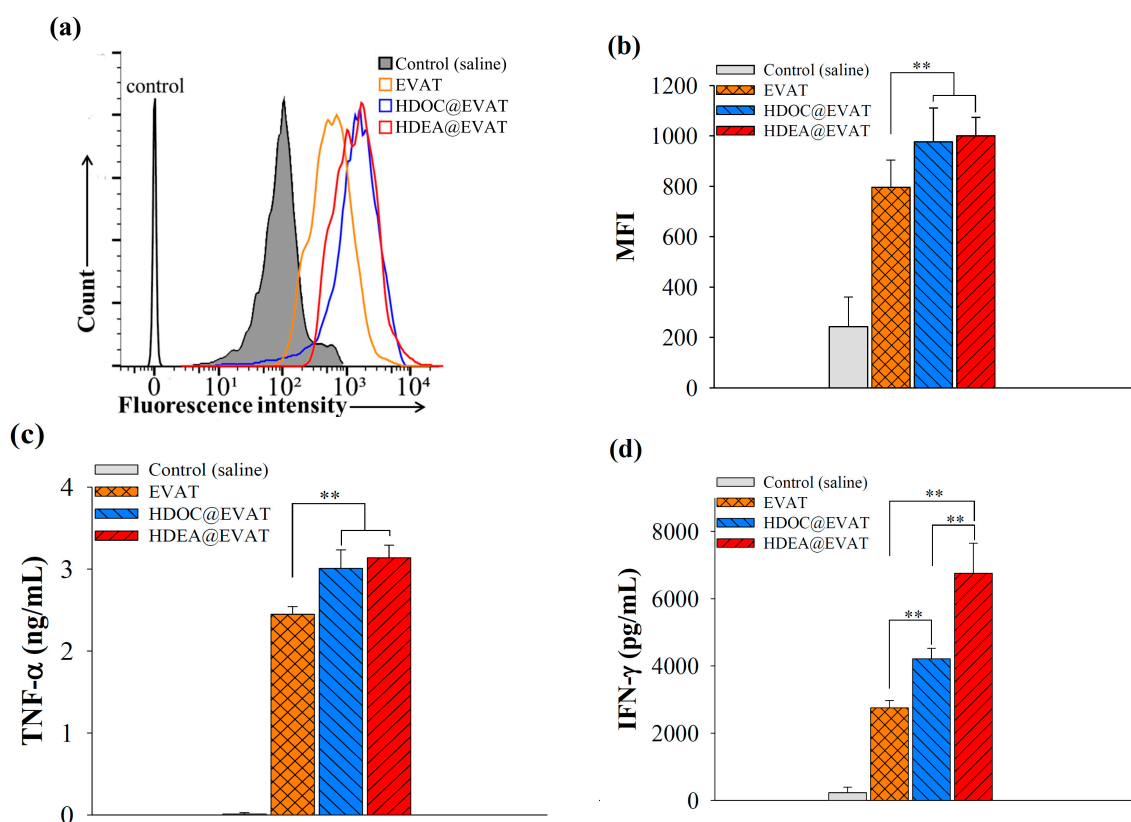 (a)
control
Control (saline)
EVAT
HDOC@EVAT
HDEA@EVAT
Count
0 10¹ 10² 10³ 10⁴
Fluorescence intensity
(b)
Control (saline)
EVAT
HDOC@EVAT
HDEA@EVAT
**
MFI
1200
1000
800
600
400
200
0
(c)
Control (saline)
EVAT
HDOC@EVAT
HDEA@EVAT
**
TNF-α (ng/mL)
4
3
2
1
0
(d)
Control (saline)
EVAT
HDOC@EVAT
HDEA@EVAT
**
**
**
IFN-γ (pg/mL)
8000
6000
4000
2000
0